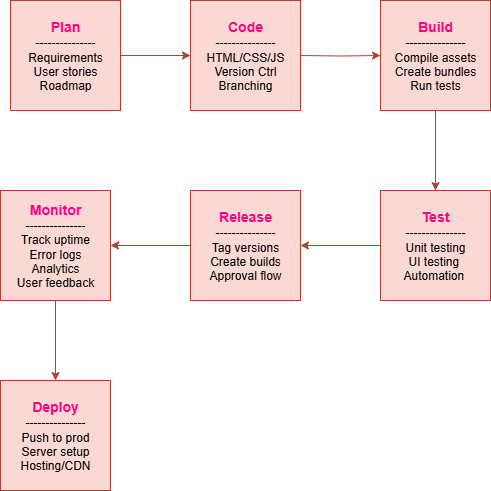 Plan
---------------
Requirements
User stories
Roadmap
Code
---------------
HTML/CSS/JS
Version Ctrl
Branching
Build
---------------
Compile assets
Create bundles
Run tests
Monitor
---------------
Track uptime
Error logs
Analytics
User feedback
Release
---------------
Tag versions
Create builds
Approval flow
Test
---------------
Unit testing
UI testing
Automation
Deploy
---------------
Push to prod
Server setup
Hosting/CDN